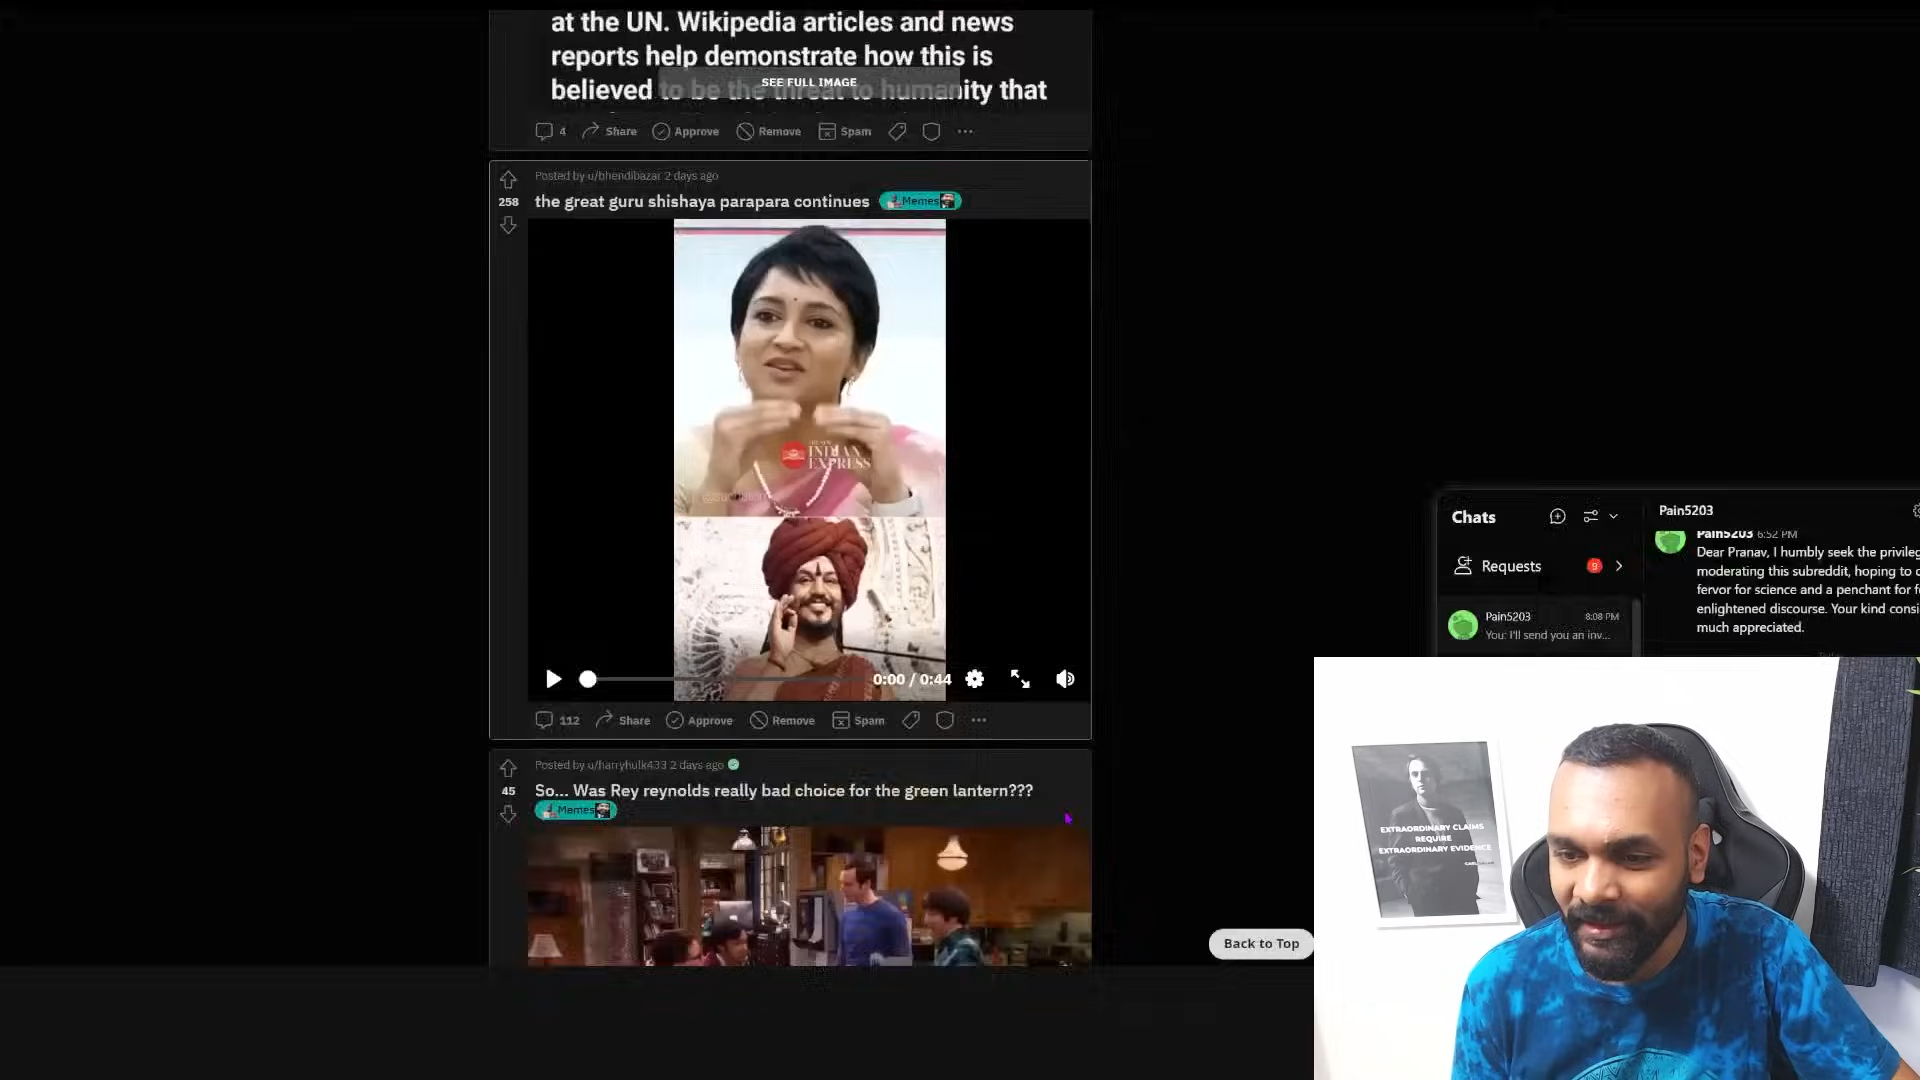 at the UN. Wikipedia articles and news
reports help demonstrate how this is
believed to be the threat to humanity that
SEE FULL IMAGE
4 Share Approve Remove Spam
Posted by u/bhendibazar 2 days ago
258
the great guru shishaya parapara continues Memes
THE NEW
INDIAN
EXPRESS
0:00 / 0:44
112 Share Approve Remove Spam
Posted by u/harryhulk433 2 days ago
45
So... Was Rey reynolds really bad choice for the green lantern???
Memes
Back to Top
Chats
Requests 9
Pain5203 8:08 PM
You: I'll send you an inv...
Pain5203
Pain5203 6:52 PM
Dear Pranav, I humbly seek the privileg
moderating this subreddit, hoping to c
fervor for science and a penchant for f
enlightened discourse. Your kind consi
much appreciated.
EXTRAORDINARY CLAIMS
REQUIRE
EXTRAORDINARY EVIDENCE